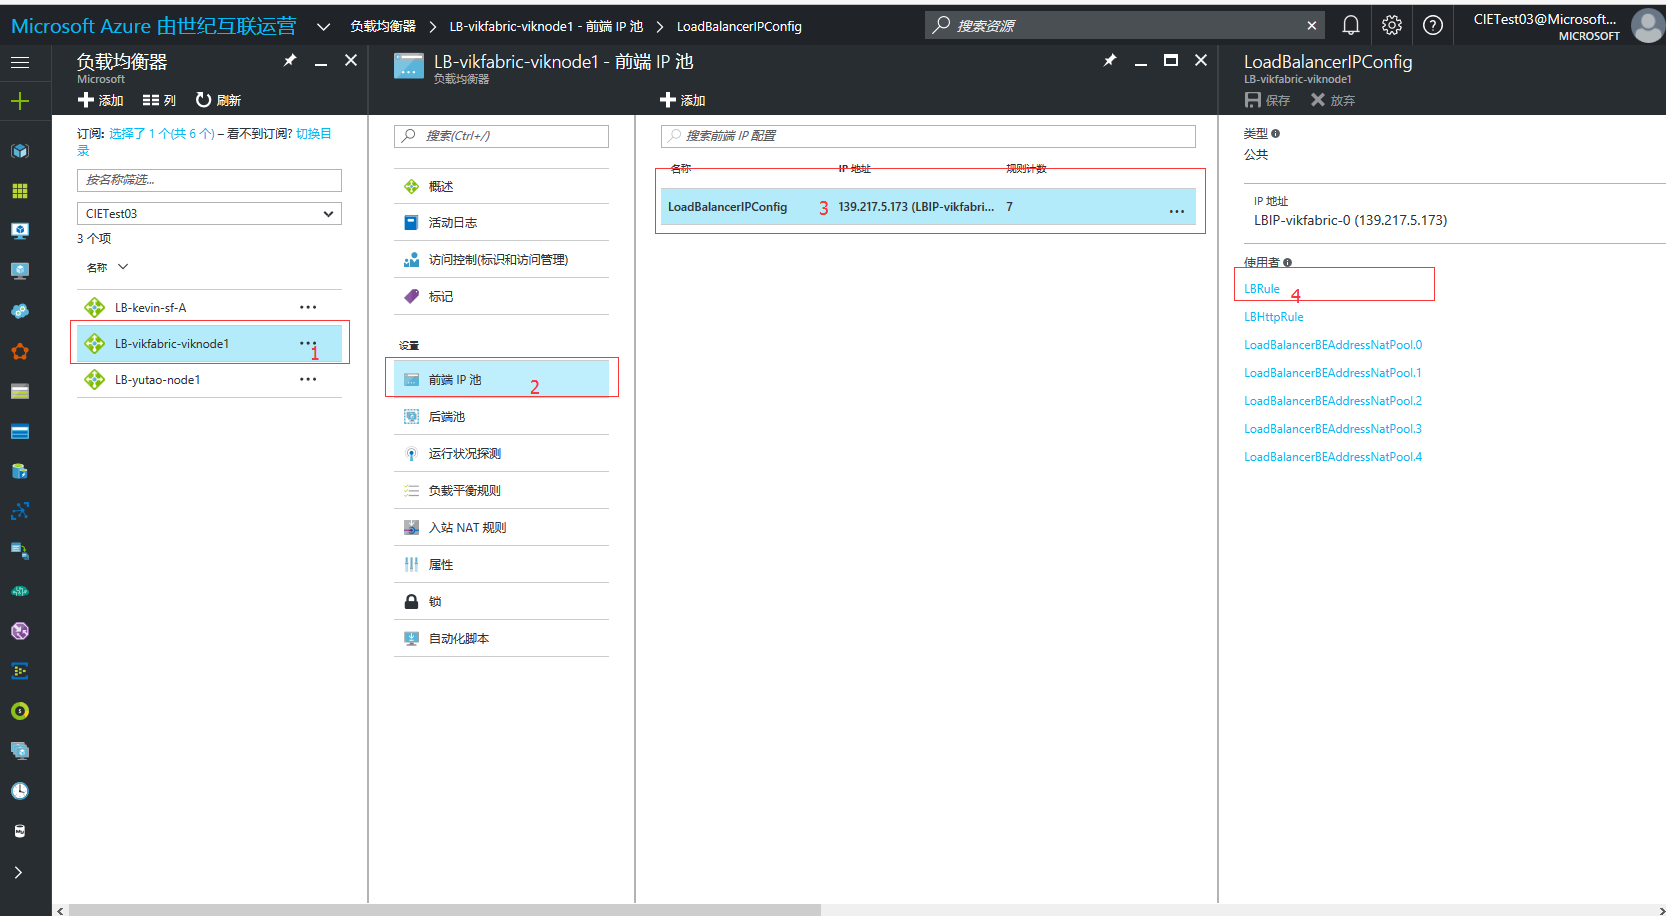 Microsoft Azure 由世纪互联运营
负载均衡器 > LB-vikfabric-viknode1 - 前端 IP 池 > LoadBalancerIPConfig
搜索资源
CIETest03@Microsoft...
MICROSOFT
负载均衡器
Microsoft
添加 列 刷新
订阅: 选择了 1 个(共 6 个) – 看不到订阅? 切换目
录
按名称筛选...
CIETest03
3 个项
名称
LB-kevin-sf-A ...
LB-vikfabric-viknode1 ...
1
LB-yutao-node1 ...
LB-vikfabric-viknode1 - 前端 IP 池
负载均衡器
搜索(Ctrl+/)
概述
活动日志
访问控制(标识和访问管理)
标记
设置
前端 IP 池
2
后端池
运行状况探测
负载平衡规则
入站 NAT 规则
属性
锁
自动化脚本
添加
搜索前端 IP 配置
名称 IP 地址 规则计数
LoadBalancerIPConfig 3 139.217.5.173 (LBIP-vikfabri... 7 ...
LoadBalancerIPConfig
LB-vikfabric-viknode1
保存 放弃
类型
公共
IP 地址
LBIP-vikfabric-0 (139.217.5.173)
使用者
LBRule 4
LBHttpRule
LoadBalancerBEAddressNatPool.0
LoadBalancerBEAddressNatPool.1
LoadBalancerBEAddressNatPool.2
LoadBalancerBEAddressNatPool.3
LoadBalancerBEAddressNatPool.4